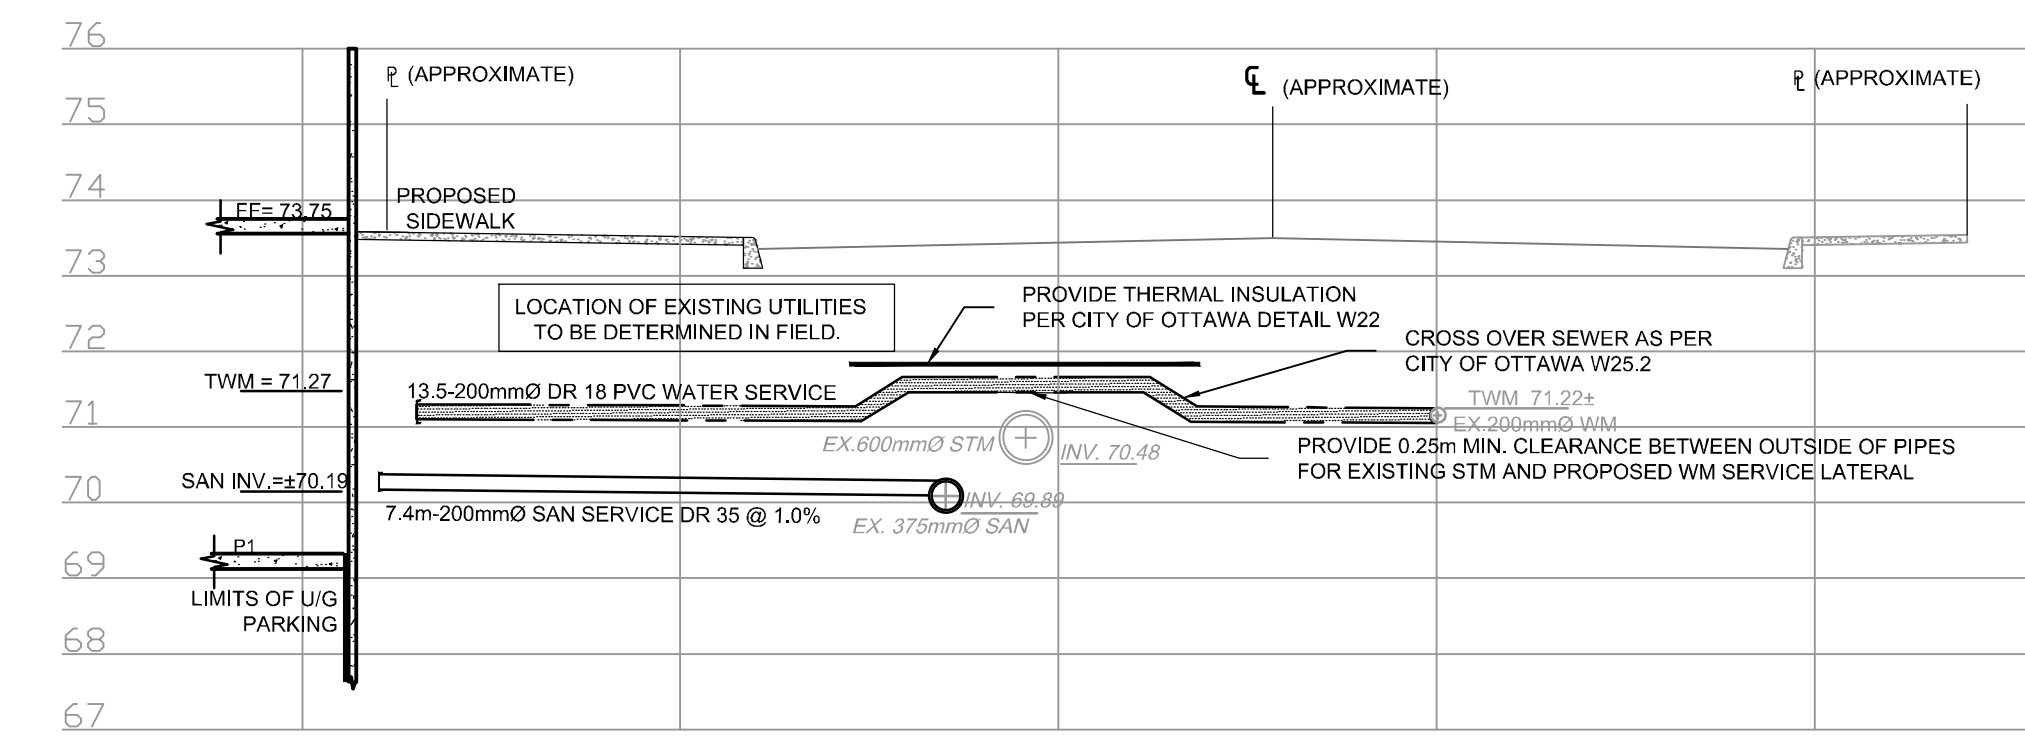 76
℄ (APPROXIMATE)
℄ (APPROXIMATE)
75
74
PROPOSED
SIDEWALK
FF= 73.75
73
LOCATION OF EXISTING UTILITIES
TO BE DETERMINED IN FIELD.
PROVIDE THERMAL INSULATION
PER CITY OF OTTAWA DETAIL W22
72
CROSS OVER SEWER AS PER
CITY OF OTTAWA W25.2
TWM = 71.27
13.5-200mmØ DR 18 PVC WATER SERVICE
TWM 71.22±
EX.200mmØ WM
71
EX.600mmØ STM
INV. 70.48
PROVIDE 0.25m MIN. CLEARANCE BETWEEN OUTSIDE OF PIPES
FOR EXISTING STM AND PROPOSED WM SERVICE LATERAL
SAN INV.=±70.19
70
INV. 69.89
7.4m-200mmØ SAN SERVICE DR 35 @ 1.0%
EX. 375mmØ SAN
P1
69
LIMITS OF U/G
PARKING
68
67